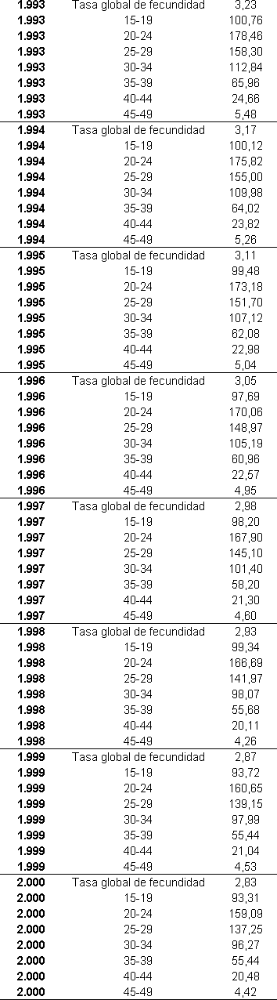 1.993 Tasa global de fecundidad 3,23
1.993 15-19 100,76
1.993 20-24 178,46
1.993 25-29 158,30
1.993 30-34 112,84
1.993 35-39 65,96
1.993 40-44 24,66
1.993 45-49 5,48
1.994 Tasa global de fecundidad 3,17
1.994 15-19 100,12
1.994 20-24 175,82
1.994 25-29 155,00
1.994 30-34 109,98
1.994 35-39 64,02
1.994 40-44 23,82
1.994 45-49 5,26
1.995 Tasa global de fecundidad 3,11
1.995 15-19 99,48
1.995 20-24 173,18
1.995 25-29 151,70
1.995 30-34 107,12
1.995 35-39 62,08
1.995 40-44 22,98
1.995 45-49 5,04
1.996 Tasa global de fecundidad 3,05
1.996 15-19 97,69
1.996 20-24 170,06
1.996 25-29 148,97
1.996 30-34 105,19
1.996 35-39 60,96
1.996 40-44 22,57
1.996 45-49 4,95
1.997 Tasa global de fecundidad 2,98
1.997 15-19 98,20
1.997 20-24 167,90
1.997 25-29 145,10
1.997 30-34 101,40
1.997 35-39 58,20
1.997 40-44 21,30
1.997 45-49 4,60
1.998 Tasa global de fecundidad 2,93
1.998 15-19 99,34
1.998 20-24 166,69
1.998 25-29 141,97
1.998 30-34 98,07
1.998 35-39 55,68
1.998 40-44 20,11
1.998 45-49 4,26
1.999 Tasa global de fecundidad 2,87
1.999 15-19 93,72
1.999 20-24 160,65
1.999 25-29 139,15
1.999 30-34 97,99
1.999 35-39 55,44
1.999 40-44 21,04
1.999 45-49 4,53
2.000 Tasa global de fecundidad 2,83
2.000 15-19 93,31
2.000 20-24 159,09
2.000 25-29 137,25
2.000 30-34 96,27
2.000 35-39 55,44
2.000 40-44 20,48
2.000 45-49 4,42